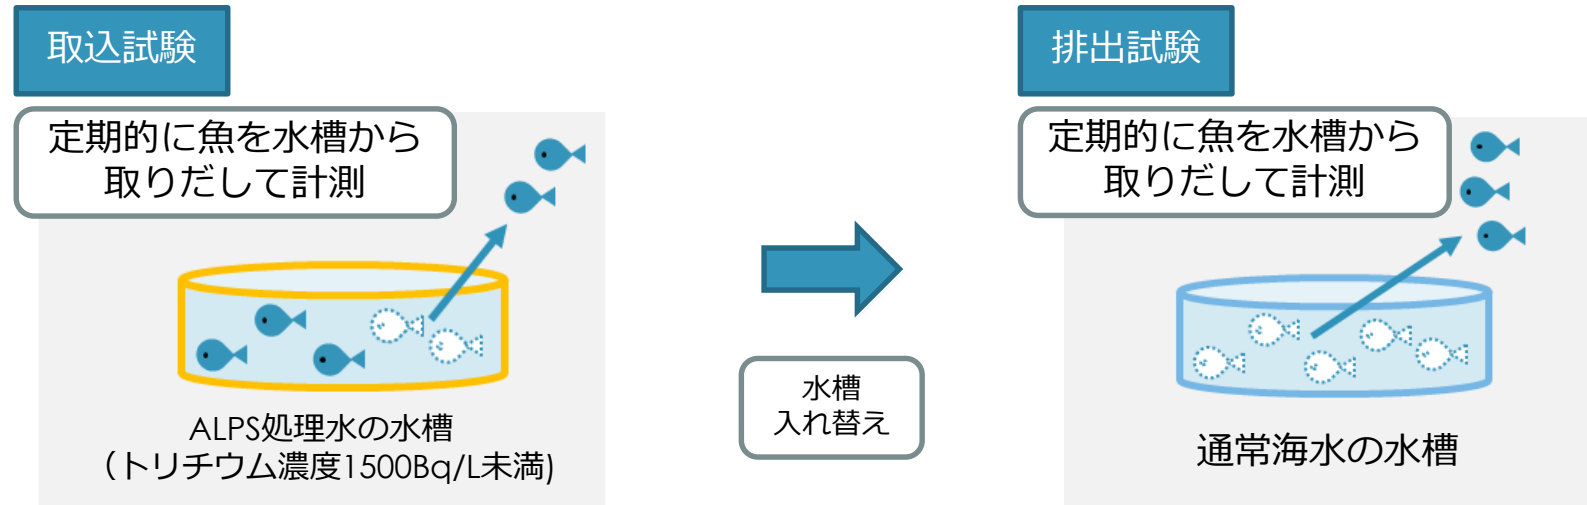 取込試験
定期的に魚を水槽から
取りだして計測
ALPS処理水の水槽
（トリチウム濃度1500Bq/L未満)
水槽
入れ替え
排出試験
定期的に魚を水槽から
取りだして計測
通常海水の水槽